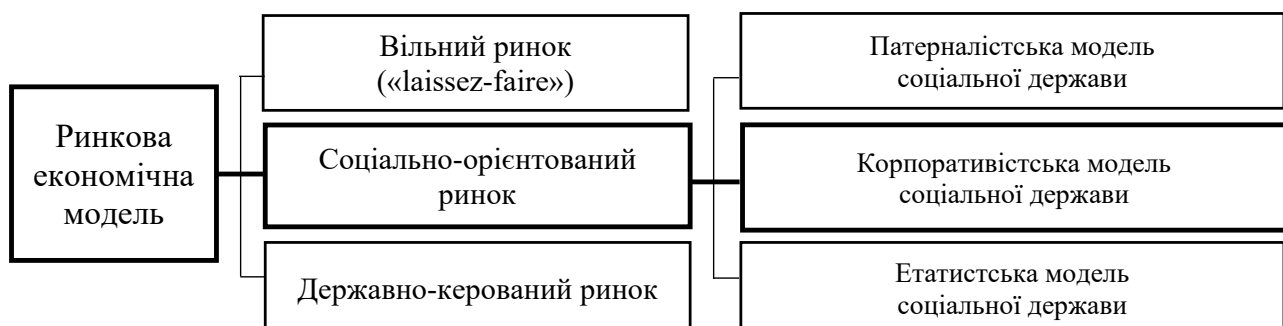 Ринкова
економічна
модель
Вільний ринок
(«laissez-faire»)
Соціально-орієнтований
ринок
Державно-керований ринок
Патерналістська модель
соціальної держави
Корпоративістська модель
соціальної держави
Етатистська модель
соціальної держави